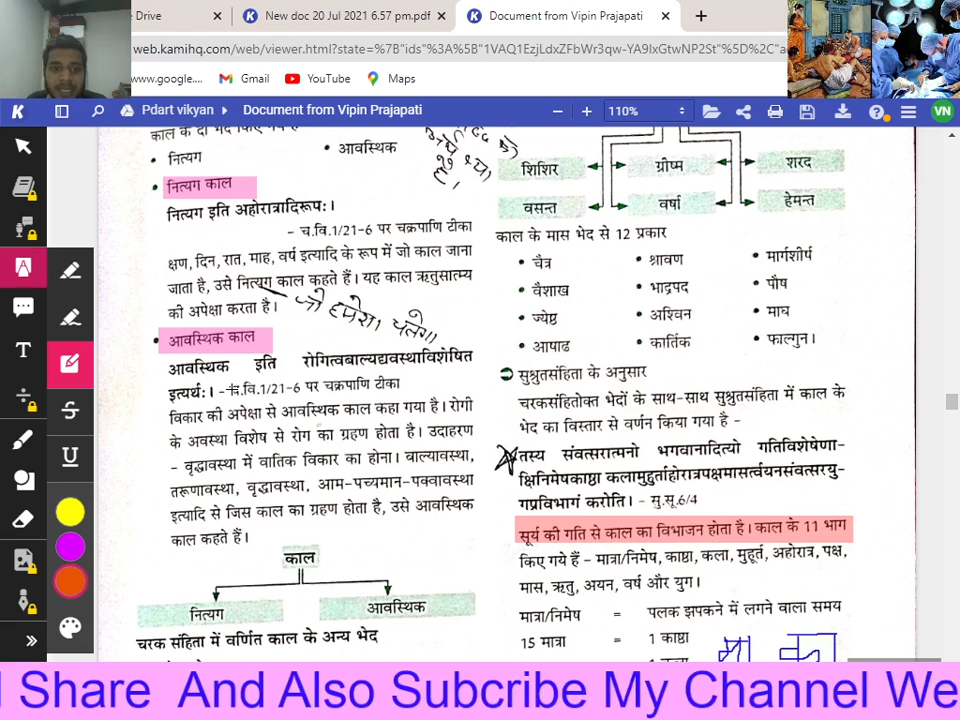 Drive
New doc 20 Jul 2021 6.57 pm.pdf
Document from Vipin Prajapati
web.kamihq.com/web/viewer.html?state=%7B"ids"%3A%5B"1VAQ1EzjLdxZFbWr3qw-YA9IxGtwNP2St"%5D%2C"a
www.google....
Gmail
YouTube
Maps
Pdart vikyan
Document from Vipin Prajapati
110%
VN
काल के दो भेद किए
• नित्यग
• आवस्थिक
• नित्यग काल
नित्यग इति अहोरात्रादिरूपः।
- च.वि.1/21-6 पर चक्रपाणि टीका
क्षण, दिन, रात, माह, वर्ष इत्यादि के रूप में जो काल जाना
जाता है, उसे नित्यग काल कहते हैं। यह काल ऋतुसात्म्य
की अपेक्षा करता है।
जो हमेशा चलेगा
• आवस्थिक काल
आवस्थिक इति रोगित्वबाल्यद्यवस्थाविशेषित
इत्यर्थः। -च.वि.1/21-6 पर चक्रपाणि टीका
विकार की अपेक्षा से आवस्थिक काल कहा गया है। रोगी
के अवस्था विशेष से रोग का ग्रहण होता है। उदाहरण
- वृद्धावस्था में वातिक विकार का होना। बाल्यावस्था,
तरूणावस्था, वृद्धावस्था, आम-पच्यमान-पक्वावस्था
इत्यादि से जिस काल का ग्रहण होता है, उसे आवस्थिक
काल कहते हैं।
काल
नित्यग
आवस्थिक
चरक संहिता में वर्णित काल के अन्य भेद
शिशिर
ग्रीष्म
शरद
वसन्त
वर्षा
हेमन्त
काल के मास भेद से 12 प्रकार
• चैत्र
• श्रावण
• मार्गशीर्ष
• वैशाख
• भाद्रपद
• पौष
• ज्येष्ठ
• अश्विन
• माघ
• आषाढ
• कार्तिक
• फाल्गुन।
सुश्रुतसंहिता के अनुसार
चरकसंहितोक्त भेदों के साथ-साथ सुश्रुतसंहिता में काल के
भेद का विस्तार से वर्णन किया गया है -
तस्य संवत्सरात्मनो भगवानादित्यो गतिविशेषेणा-
क्षिनिमेषकाष्ठा कलामुहुर्ताहोरात्रपक्षमासर्त्वयनसंवत्सरयु-
गप्रविभागं करोति। - सु.सू.6/4
सूर्य की गति से काल का विभाजन होता है। काल के 11 भाग
किए गये हैं - मात्रा/निमेष, काष्ठा, कला, मुहूर्त, अहोरात्र, पक्ष,
मास, ऋतु, अयन, वर्ष और युग।
मात्रा/निमेष = पलक झपकने में लगने वाला समय
15 मात्रा = 1 काष्ठा
Share And Also Subcribe My Channel We